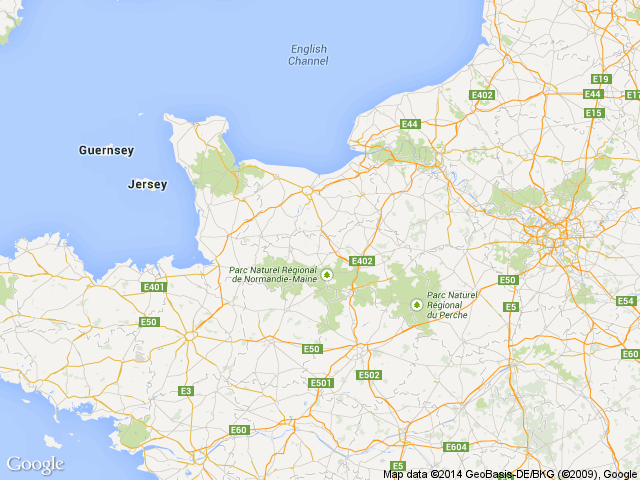 English
Channel
E402
E19
E44
E17
E15
E44
Guernsey
Jersey
E402
Parc Naturel Régional
de Normandie-Maine
E401
E50
Parc Naturel
Régional
du Perche
E5
E54
E50
E50
E60
E3
E501
E502
E60
E604
E5
Google
Map data ©2014 GeoBasis-DE/BKG (©2009), Google